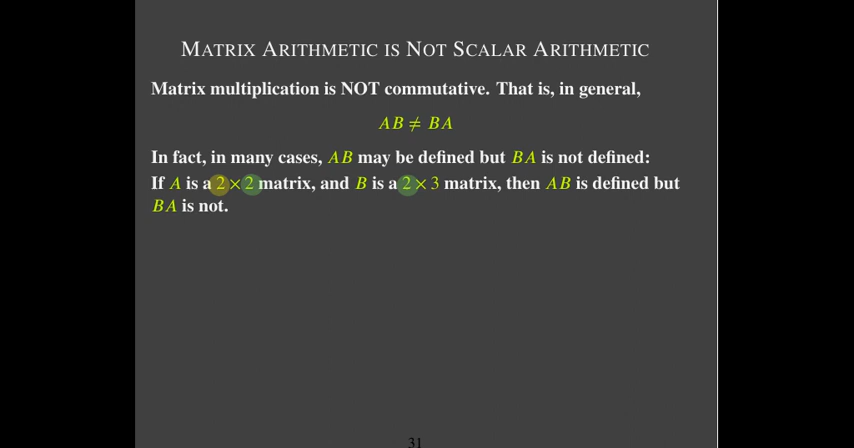 MATRIX ARITHMETIC IS NOT SCALAR ARITHMETIC
Matrix multiplication is NOT commutative. That is, in general,
AB ≠ BA
In fact, in many cases, AB may be defined but BA is not defined:
If A is a 2 × 2 matrix, and B is a 2 × 3 matrix, then AB is defined but
BA is not.
31